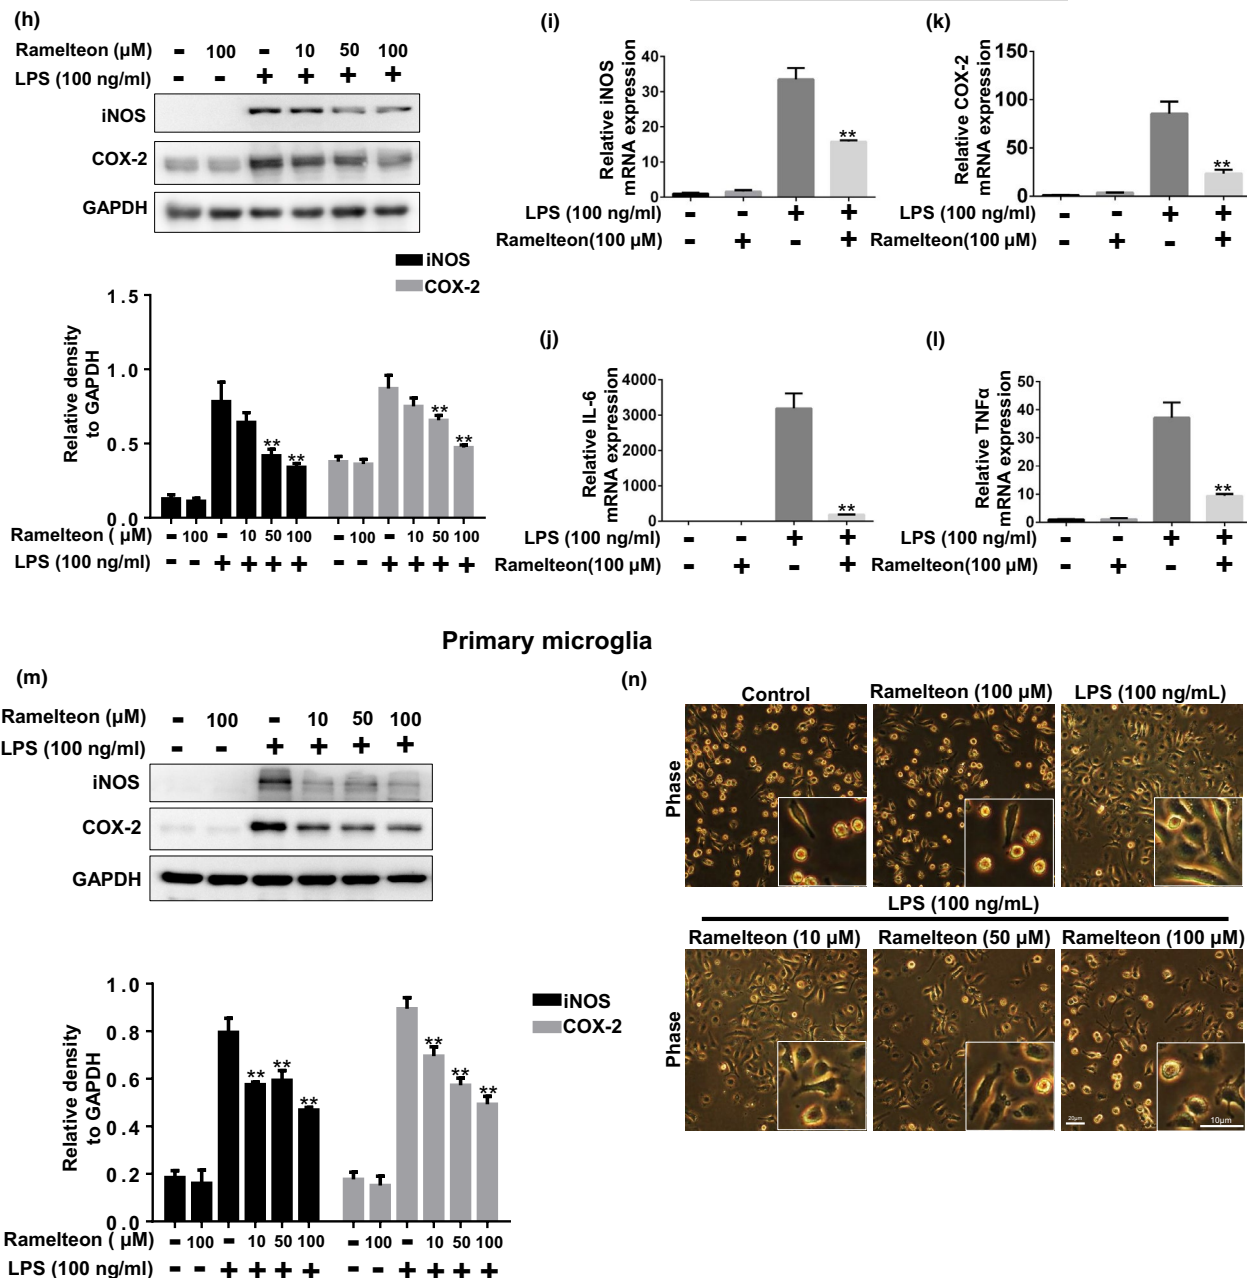 (h)
Ramelteon (µM) - 100 - 10 50 100
LPS (100 ng/ml) - - + + + +
iNOS
COX-2
GAPDH
iNOS
COX-2
Relative density
to GAPDH
1.5
1.0
0.5
0.0
Ramelteon ( µM) - 100 - 10 50 100 - 100 - 10 50 100
LPS (100 ng/ml) - - + + + + - - + + + +
** ** ** **
(i)
Relative iNOS
mRNA expression
40
30
20
10
0
**
LPS (100 ng/ml) - - + +
Ramelteon(100 µM) - + - +
(k)
Relative COX-2
mRNA expression
150
100
50
0
**
LPS (100 ng/ml) - - + +
Ramelteon(100 µM) - + - +
(j)
Relative IL-6
mRNA expression
4000
3000
2000
1000
0
**
LPS (100 ng/ml) - - + +
Ramelteon(100 µM) - + - +
(l)
Relative TNFα
mRNA expression
50
40
30
20
10
0
**
LPS (100 ng/ml) - - + +
Ramelteon(100 µM) - + - +
Primary microglia
(m)
Ramelteon (µM) - 100 - 10 50 100
LPS (100 ng/ml) - - + + + +
iNOS
COX-2
GAPDH
iNOS
COX-2
Relative density
to GAPDH
1.0
0.8
0.6
0.4
0.2
0.0
** ** ** ** ** **
Ramelteon ( µM) - 100 - 10 50 100 - 100 - 10 50 100
LPS (100 ng/ml) - - + + + + - - + + + +
(n)
Control Ramelteon (100 µM) LPS (100 ng/mL)
Phase
LPS (100 ng/mL)
Ramelteon (10 µM) Ramelteon (50 µM) Ramelteon (100 µM)
Phase
20µm
10µm